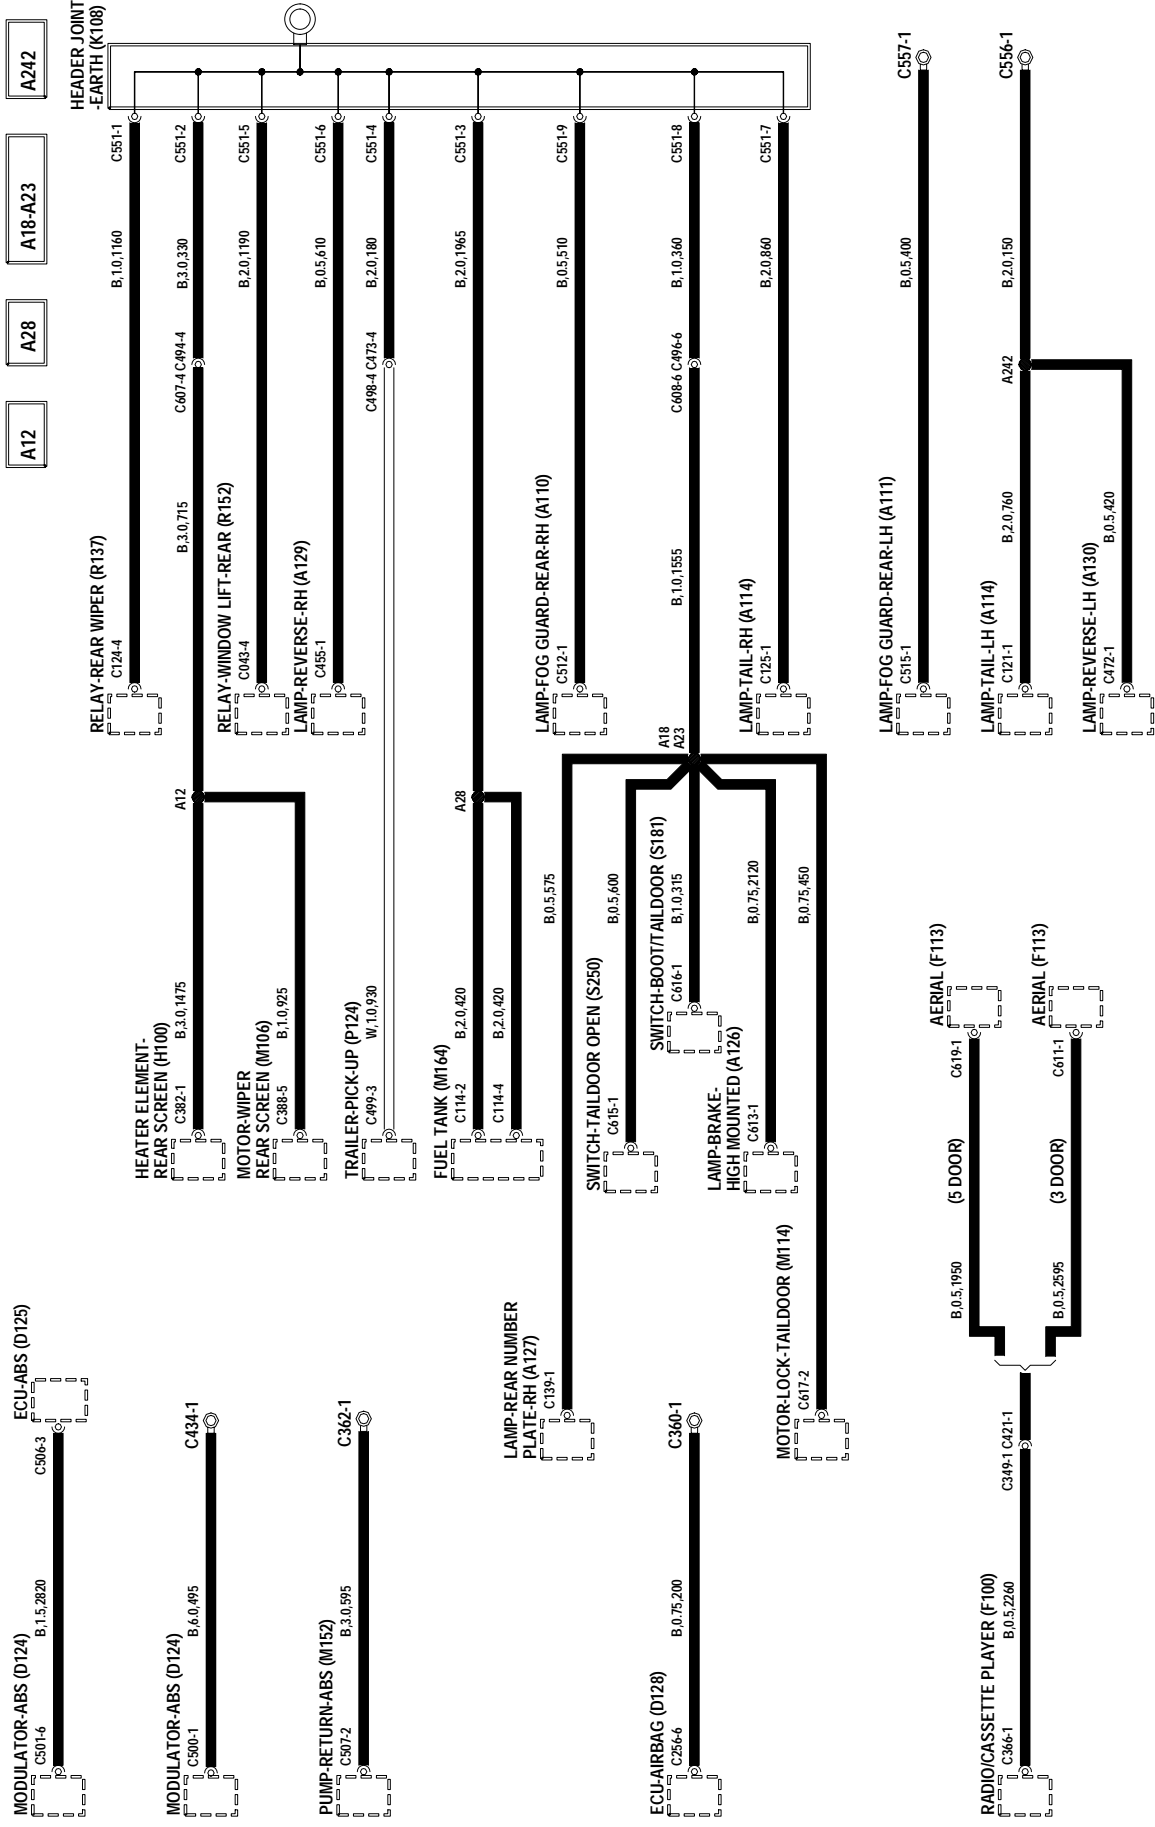 A12
A28
A18-A23
A242
HEADER JOINT
-EARTH (K108)
RELAY-REAR WIPER (R137)
C124-4
B,1.0,1160
C551-1
HEATER ELEMENT-
REAR SCREEN (H100)
C382-1
B,3.0,1475
A12
B,3.0,715
C607-4 C494-4
B,3.0,330
C551-2
MOTOR-WIPER
REAR SCREEN (M106)
C388-5
B,1.0,925
RELAY-WINDOW LIFT-REAR (R152)
C043-4
B,2.0,1190
C551-5
LAMP-REVERSE-RH (A129)
C455-1
B,0.5,610
C551-6
TRAILER-PICK-UP (P124)
C499-3
W,1.0,930
C498-4 C473-4
B,2.0,180
C551-4
FUEL TANK (M164)
C114-2
B,2.0,420
A28
B,2.0,1965
C551-3
C114-4
B,2.0,420
LAMP-FOG GUARD-REAR-RH (A110)
C512-1
B,0.5,510
C551-9
LAMP-REAR NUMBER
PLATE-RH (A127)
C139-1
B,0.5,575
SWITCH-TAILDOOR OPEN (S250)
C615-1
B,0.5,600
SWITCH-BOOT/TAILDOOR (S181)
C616-1
B,1.0,315
A18
A23
B,1.0,1555
C608-6 C496-6
B,1.0,360
C551-8
LAMP-BRAKE-
HIGH MOUNTED (A126)
C613-1
B,0.75,2120
MOTOR-LOCK-TAILDOOR (M114)
C617-2
B,0.75,450
LAMP-TAIL-RH (A114)
C125-1
B,2.0,860
C551-7
LAMP-FOG GUARD-REAR-LH (A111)
C515-1
B,0.5,400
C557-1
LAMP-TAIL-LH (A114)
C121-1
B,2.0,760
A242
B,2.0,150
C556-1
LAMP-REVERSE-LH (A130)
C472-1
B,0.5,420
MODULATOR-ABS (D124)
C501-6
B,1.5,2820
C506-3
ECU-ABS (D125)
MODULATOR-ABS (D124)
C500-1
B,6.0,495
C434-1
PUMP-RETURN-ABS (M152)
C507-2
B,3.0,595
C362-1
ECU-AIRBAG (D128)
C256-6
B,0.75,200
C360-1
RADIO/CASSETTE PLAYER (F100)
C366-1
B,0.5,2260
C349-1 C421-1
B,0.5,1950
(5 DOOR)
C619-1
AERIAL (F113)
B,0.5,2595
(3 DOOR)
C611-1
AERIAL (F113)